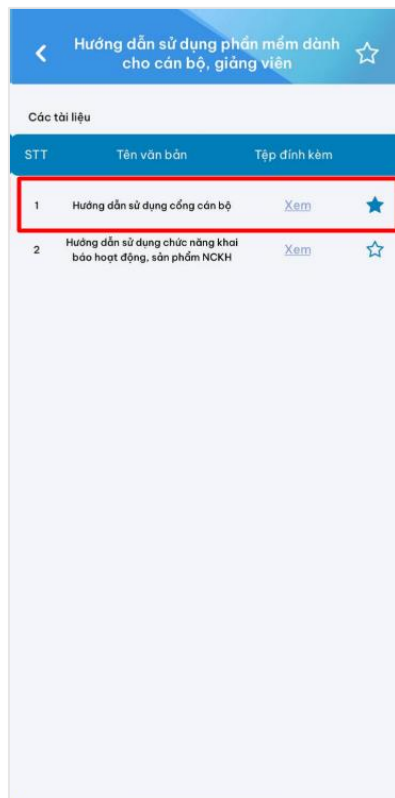 Hướng dẫn sử dụng phần mềm dành
cho cán bộ, giảng viên
Các tài liệu
STT Tên văn bản Tệp đính kèm
1 Hướng dẫn sử dụng cổng cán bộ Xem
Hướng dẫn sử dụng chức năng khai
2 báo hoạt động, sản phẩm NCKH Xem